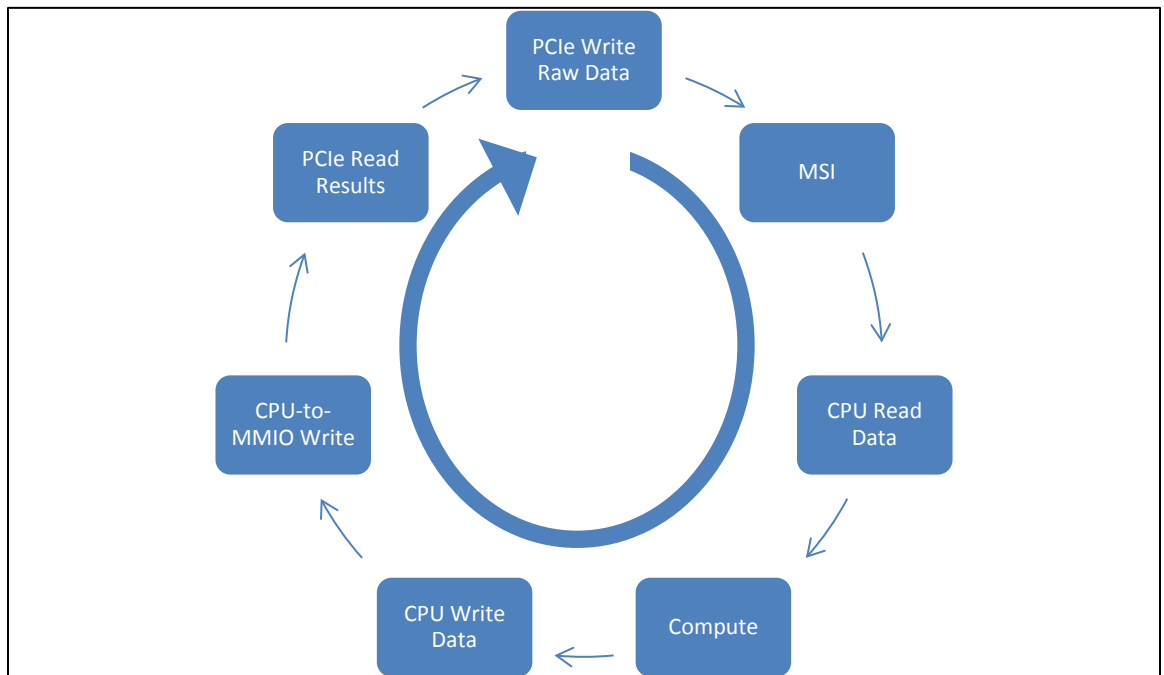 PCIe Write
Raw Data
MSI
CPU Read
Data
Compute
CPU Write
Data
CPU-to-
MMIO Write
PCIe Read
Results